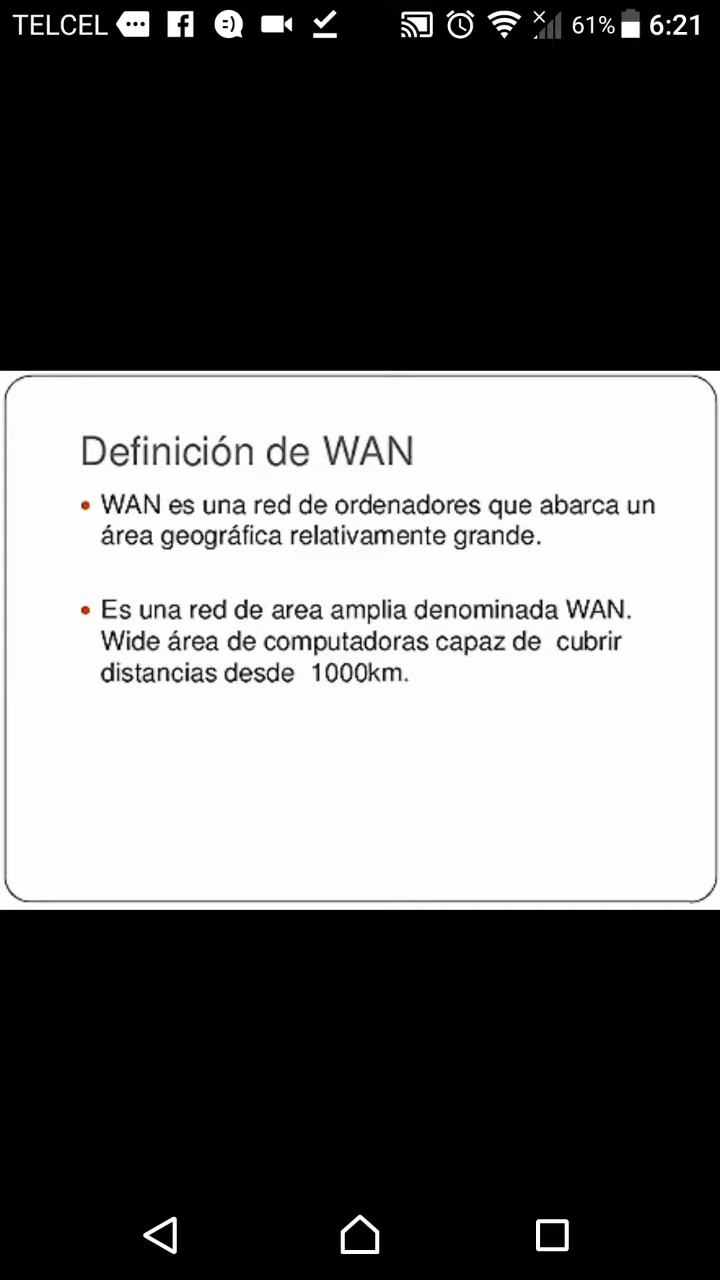 TELCEL 61% 6:21
Definición de WAN
• WAN es una red de ordenadores que abarca un
área geográfica relativamente grande.
• Es una red de area amplia denominada WAN.
Wide área de computadoras capaz de cubrir
distancias desde 1000km.